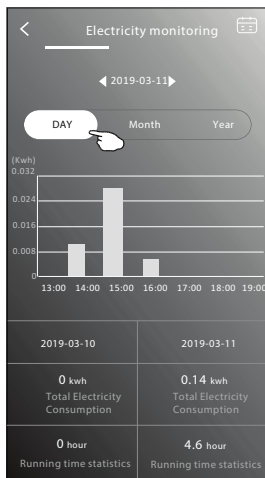 Electricity monitoring
2019-03-11
DAY Month Year
(Kwh)
0.032
0.024
0.016
0.008
0
13:00 14:00 15:00 16:00 17:00 18:00 19:00
2019-03-10 2019-03-11
0 kwh 0.14 kwh
Total Electricity Total Electricity
Consumption Consumption
0 hour 4.6 hour
Running time statistics Running time statistics